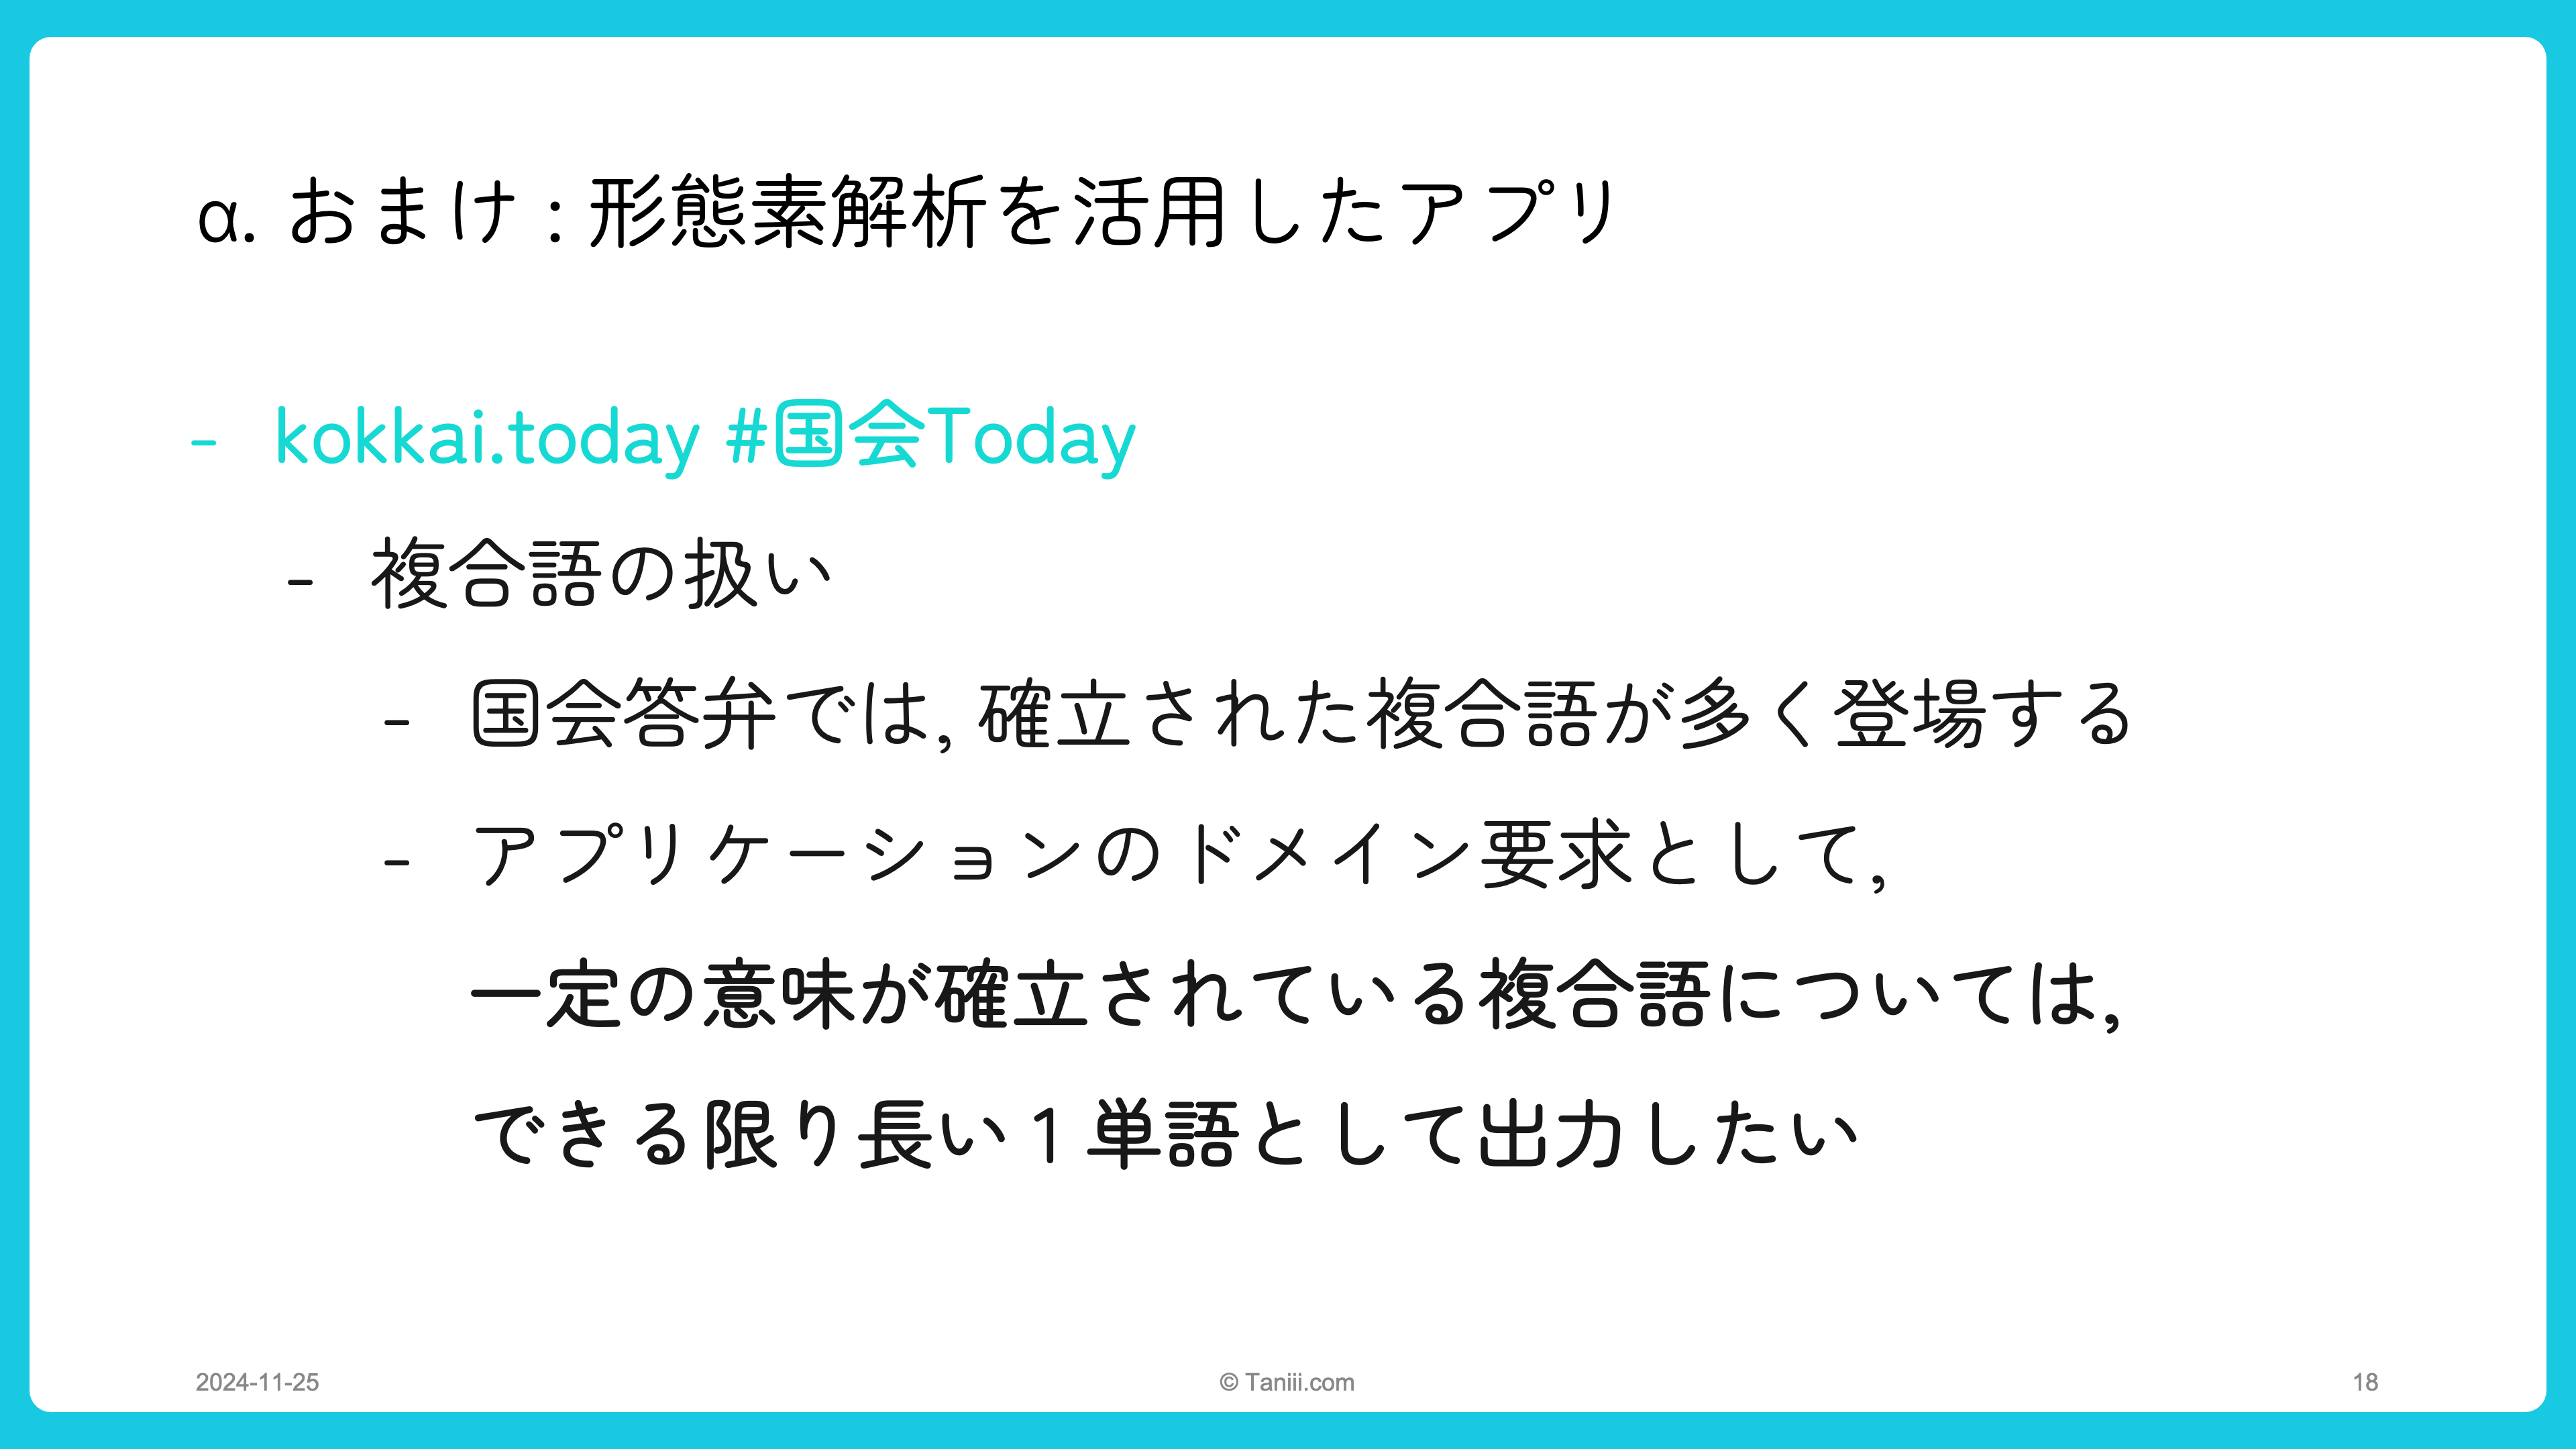 α. おまけ : 形態素解析を活用したアプリ
- kokkai.today #国会Today
- 複合語の扱い
- 国会答弁では, 確立された複合語が多く登場する
- アプリケーションのドメイン要求として,
一定の意味が確立されている複合語については,
できる限り長い 1 単語として出力したい
2024-11-25
© Taniii.com
18